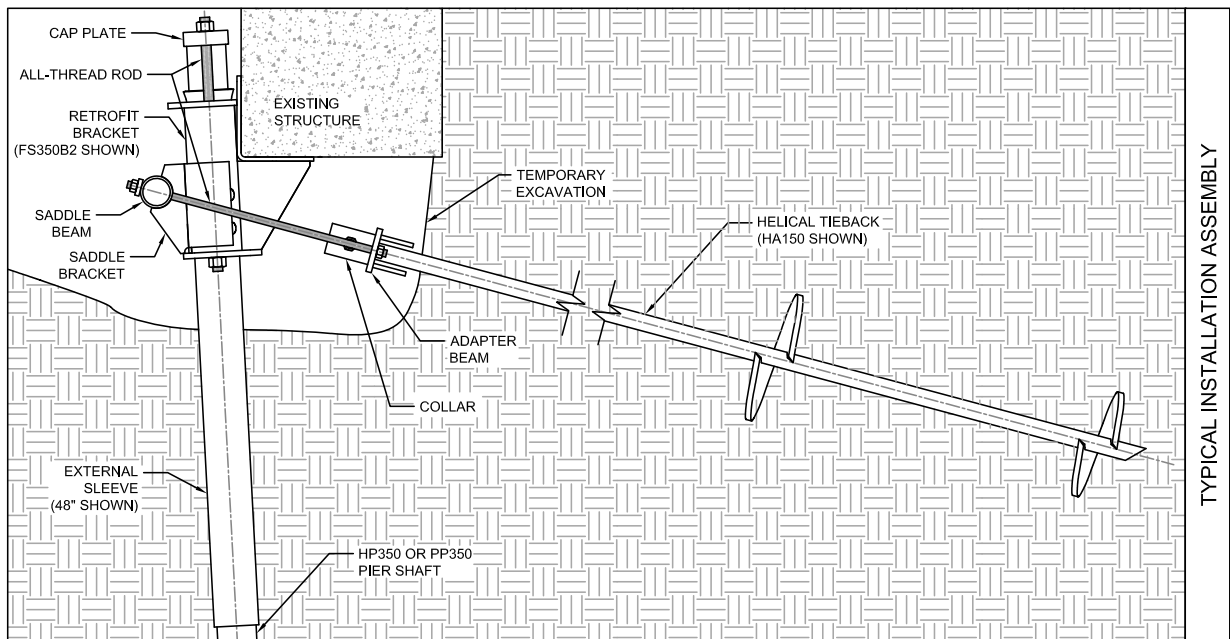 CAP PLATE
ALL-THREAD ROD
RETROFIT
BRACKET
(FS350B2 SHOWN)
SADDLE
BEAM
SADDLE
BRACKET
EXISTING
STRUCTURE
TEMPORARY
EXCAVATION
HELICAL TIEBACK
(HA150 SHOWN)
ADAPTER
BEAM
COLLAR
EXTERNAL
SLEEVE
(48" SHOWN)
HP350 OR PP350
PIER SHAFT
TYPICAL INSTALLATION ASSEMBLY